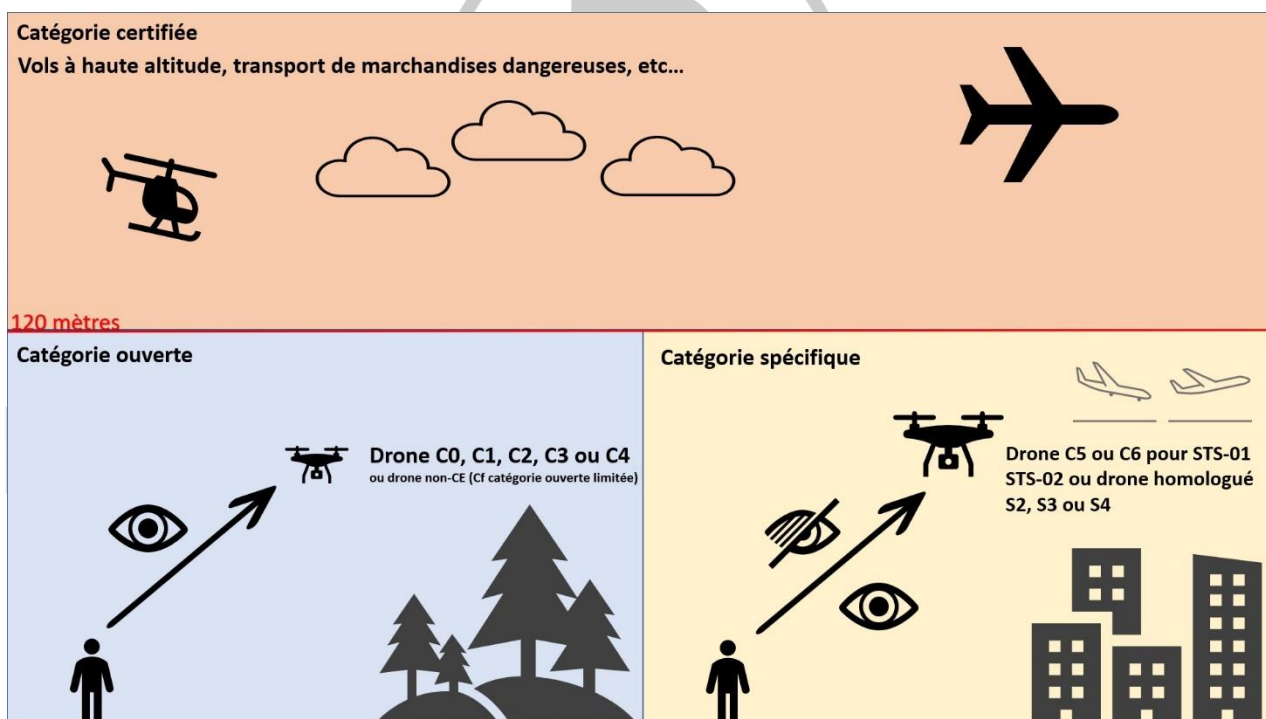 Catégorie certifiée
Vols à haute altitude, transport de marchandises dangereuses, etc...
120 mètres
Catégorie ouverte
Drone C0, C1, C2, C3 ou C4
ou drone non-CE (Cf catégorie ouverte limitée)
Catégorie spécifique
Drone C5 ou C6 pour STS-01
STS-02 ou drone homologué
S2, S3 ou S4